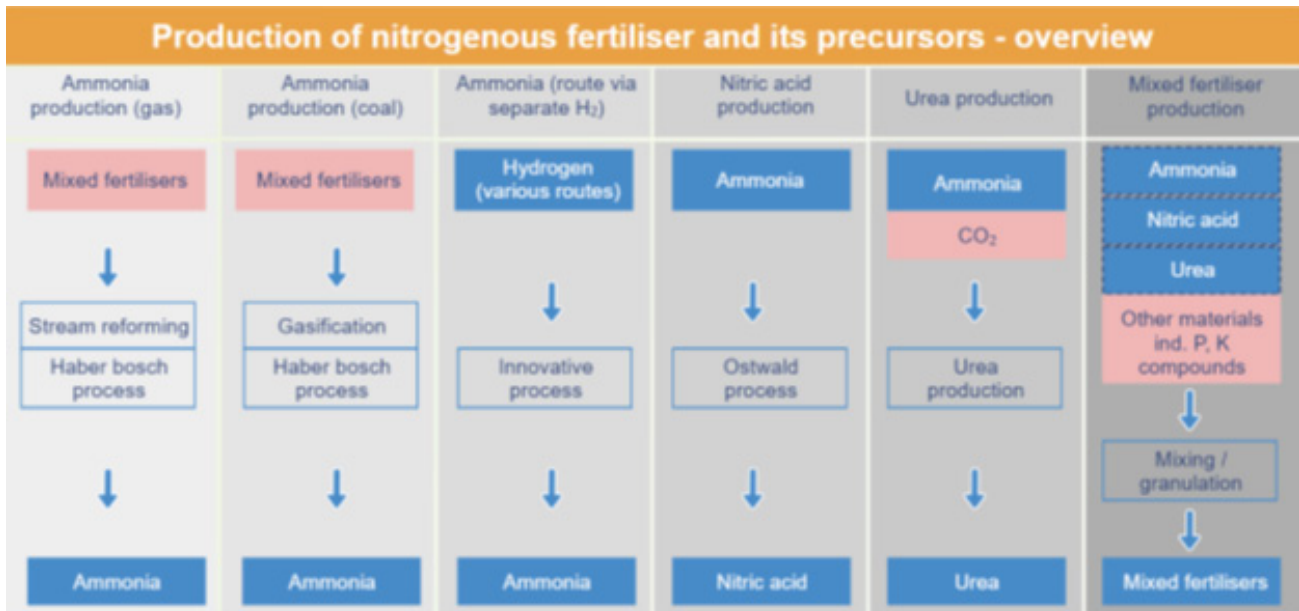 Production of nitrogenous fertiliser and its precursors - overview
Ammonia
production (gas)
Ammonia
production (coal)
Ammonia (route via
separate H₂)
Nitric acid
production
Urea production
Mixed fertiliser
production
Mixed fertilisers
Mixed fertilisers
Hydrogen
(various routes)
Ammonia
Ammonia
CO₂
Ammonia
Nitric acid
Urea
Other materials
ind. P, K
compounds
Stream reforming
Haber bosch
process
Gasification
Haber bosch
process
Innovative
process
Ostwald
process
Urea
production
Mixing /
granulation
Ammonia
Ammonia
Ammonia
Nitric acid
Urea
Mixed fertilisers